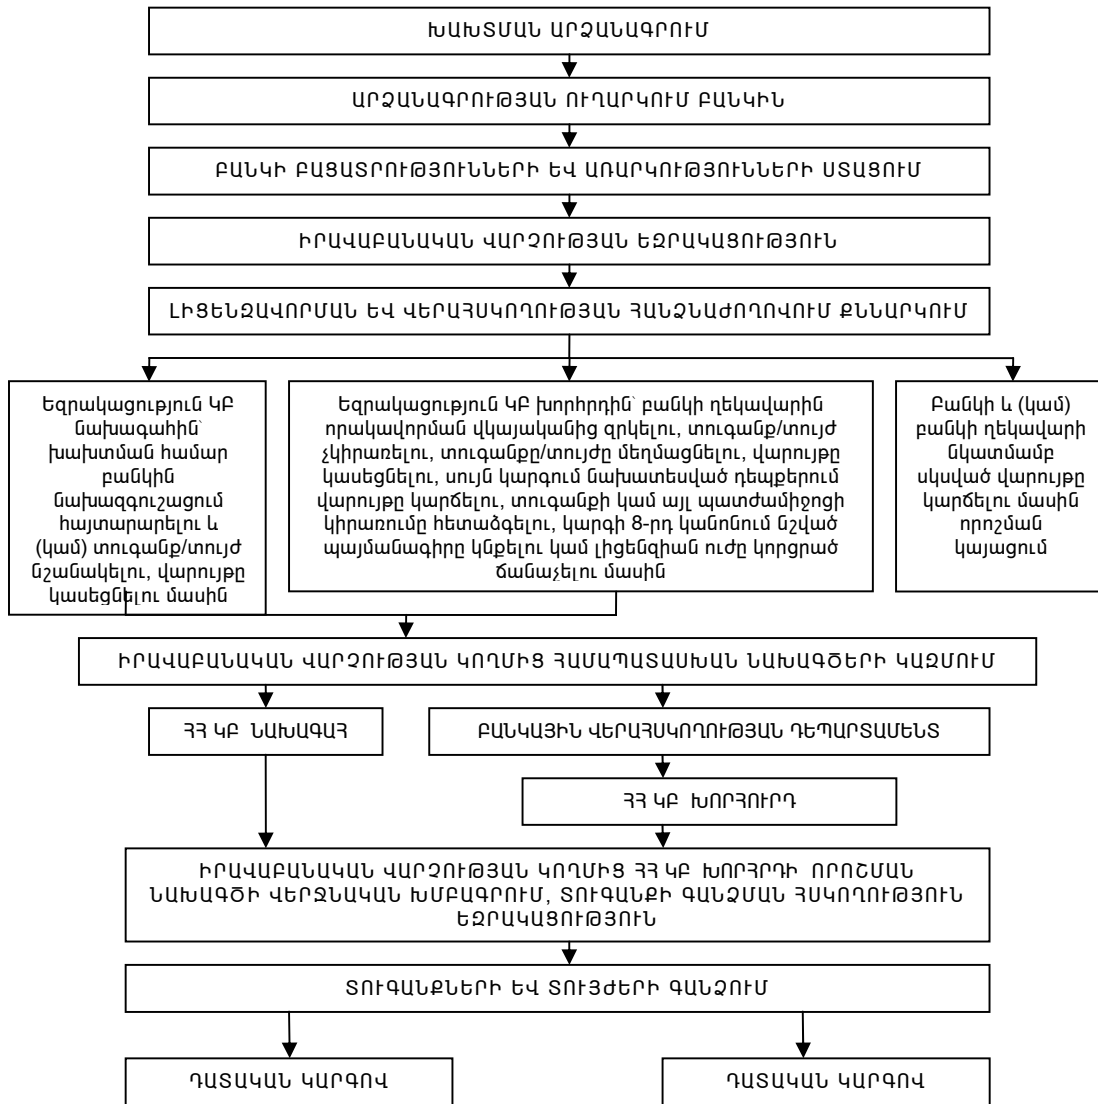 ԽԱԽՏՄԱՆ ԱՐՁԱՆԱԳՐՈՒՄ
ԱՐՁԱՆԱԳՐՈՒԹՅԱՆ ՈՒՂԱՐԿՈՒՄ ԲԱՆԿԻՆ
ԲԱՆԿԻ ԲԱՑԱՏՐՈՒԹՅՈՒՆՆԵՐԻ ԵՎ ԱՌԱՐԿՈՒԹՅՈՒՆՆԵՐԻ ՍՏԱՑՈՒՄ
ԻՐԱՎԱԲԱՆԱԿԱՆ ՎԱՐՉՈՒԹՅԱՆ ԵԶՐԱԿԱՑՈՒԹՅՈՒՆ
ԼԻՑԵՆԶԱՎՈՐՄԱՆ ԵՎ ՎԵՐԱՀՍԿՈՂՈՒԹՅԱՆ ՀԱՆՁՆԱԺՈՂՈՎՈՒՄ ՔՆՆԱՐԿՈՒՄ
Եզրակացություն ԿԲ
նախագահին՝
խախտման համար
բանկին
նախազգուշացում
հայտարարելու և
(կամ) տուգանք/տույժ
նշանակելու, վարույթը
կասեցնելու մասին
Եզրակացություն ԿԲ խորհրդին՝ բանկի ղեկավարին
որակավորման վկայականից զրկելու, տուգանք/տույժ
չկիրառելու, տուգանքը/տույժը մեղմացնելու, վարույթը
կասեցնելու, սույն կարգում նախատեսված դեպքերում
վարույթը կարճելու, տուգանքի կամ այլ պատժամիջոցի
կիրառումը հետաձգելու, կարգի 8-րդ կանոնում նշված
պայմանագիրը կնքելու կամ լիցենզիան ուժը կորցրած
ճանաչելու մասին
Բանկի և (կամ)
բանկի ղեկավարի
նկատմամբ
սկսված վարույթը
կարճելու մասին
որոշման
կայացում
ԻՐԱՎԱԲԱՆԱԿԱՆ ՎԱՐՉՈՒԹՅԱՆ ԿՈՂՄԻՑ ՀԱՄԱՊԱՏԱՍԽԱՆ ՆԱԽԱԳԾԵՐԻ ԿԱԶՄՈՒՄ
ՀՀ ԿԲ ՆԱԽԱԳԱՀ
ԲԱՆԿԱՅԻՆ ՎԵՐԱՀՍԿՈՂՈՒԹՅԱՆ ԴԵՊԱՐՏԱՄԵՆՏ
ՀՀ ԿԲ ԽՈՐՀՈՒՐԴ
ԻՐԱՎԱԲԱՆԱԿԱՆ ՎԱՐՉՈՒԹՅԱՆ ԿՈՂՄԻՑ ՀՀ ԿԲ ԽՈՐՀՐԴԻ ՈՐՈՇՄԱՆ
ՆԱԽԱԳԾԻ ՎԵՐՋՆԱԿԱՆ ԽՄԲԱԳՐՈՒՄ, ՏՈՒԳԱՆՔԻ ԳԱՆՁՄԱՆ ՀՍԿՈՂՈՒԹՅՈՒՆ
ԵԶՐԱԿԱՑՈՒԹՅՈՒՆ
ՏՈՒԳԱՆՔՆԵՐԻ ԵՎ ՏՈՒՅԺԵՐԻ ԳԱՆՁՈՒՄ
ԴԱՏԱԿԱՆ ԿԱՐԳՈՎ
ԴԱՏԱԿԱՆ ԿԱՐԳՈՎ